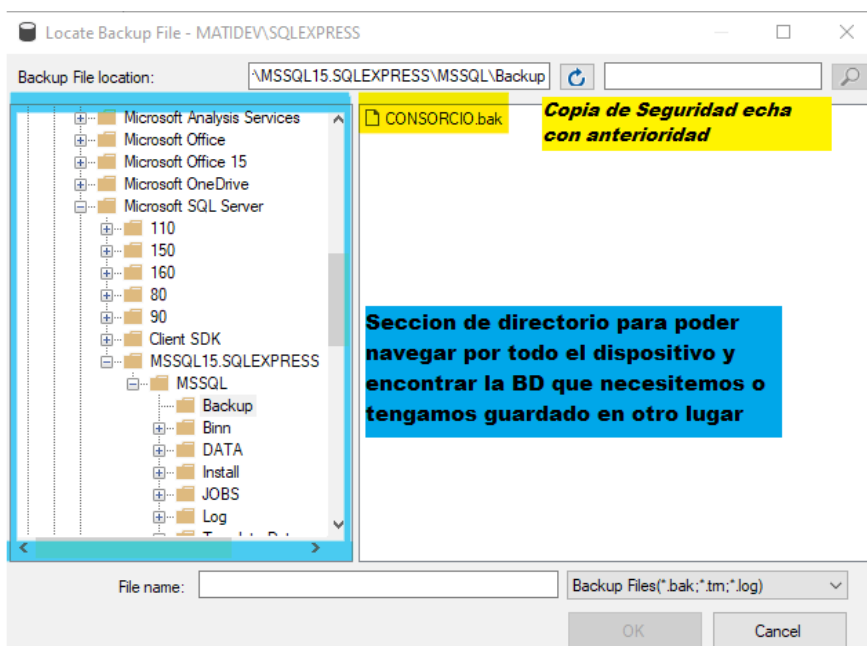 Locate Backup File - MATIDEV\SQLEXPRESS
Backup File location:
\MSSQL15.SQLEXPRESS\MSSQL\Backup
Microsoft Analysis Services
Microsoft Office
Microsoft Office 15
Microsoft OneDrive
Microsoft SQL Server
110
150
160
80
90
Client SDK
MSSQL15.SQLEXPRESS
MSSQL
Backup
Binn
DATA
Install
JOBS
Log
CONSORCIO.bak
Copia de Seguridad echa
con anterioridad
Seccion de directorio para poder
navegar por todo el dispositivo y
encontrar la BD que necesitemos o
tengamos guardado en otro lugar
File name:
Backup Files(*.bak;*.trn;*.log)
OK
Cancel